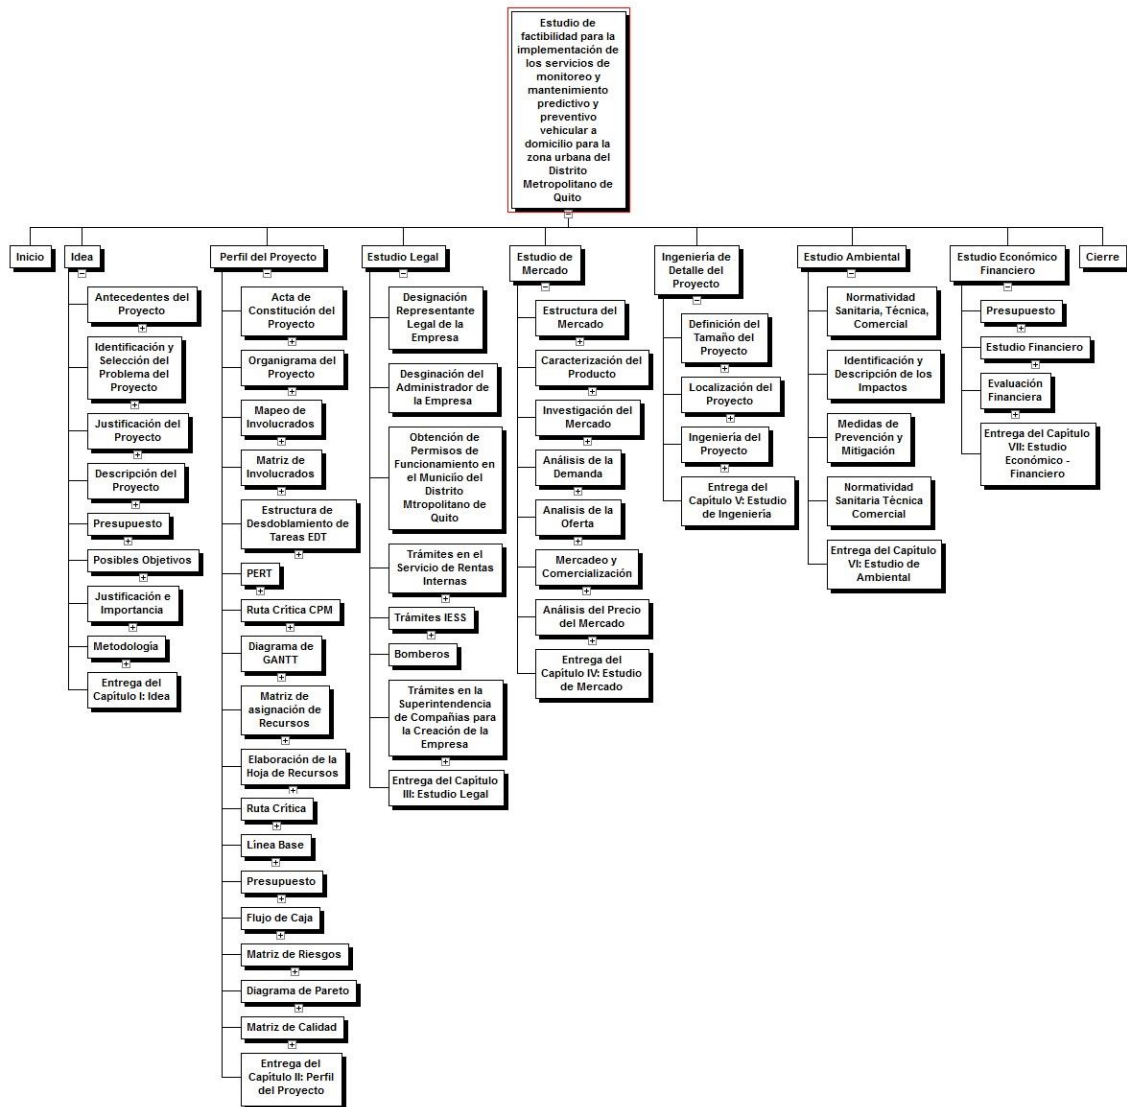 Estudio de
factibilidad para la
implementación de
los servicios de
monitoreo y
mantenimiento
predictivo y
preventivo
vehicular a
domicilio para la
zona urbana del
Distrito
Metropolitano de
Quito
Inicio
Idea
Antecedentes del
Proyecto
Identificación y
Selección del
Problema del
Proyecto
Justificación del
Proyecto
Descripción del
Proyecto
Presupuesto
Posibles Objetivos
Justificación e
Importancia
Metodología
Entrega del
Capítulo I: Idea
Perfil del Proyecto
Acta de
Constitución del
Proyecto
Organigrama del
Proyecto
Mapeo de
Involucrados
Matriz de
Involucrados
Estructura de
Desdoblamiento de
Tareas EDT
PERT
Ruta Crítica CPM
Diagrama de
GANTT
Matriz de
asignación de
Recursos
Elaboración de la
Hoja de Recursos
Ruta Crítica
Línea Base
Presupuesto
Flujo de Caja
Matriz de Riesgos
Diagrama de Pareto
Matriz de Calidad
Entrega del
Capítulo II: Perfil
del Proyecto
Estudio Legal
Designación
Representante
Legal de la
Empresa
Desginación del
Administrador de
la Empresa
Obtención de
Permisos de
Funcionamiento en
el Municiío del
Distrito
Mtropolitano de
Quito
Trámites en el
Servicio de Rentas
Internas
Trámites IESS
Bomberos
Trámites en la
Superintendencia
de Compañias para
la Creación de la
Empresa
Entrega del Capítulo
III: Estudio Legal
Estudio de
Mercado
Estructura del
Mercado
Caracterización del
Producto
Investigación del
Mercado
Análisis de la
Demanda
Analisis de la
Oferta
Mercadeo y
Comercialización
Análisis del Precio
del Mercado
Entrega del
Capítulo IV: Estudio
de Mercado
Ingeniería de
Detalle del
Proyecto
Definición del
Tamaño del
Proyecto
Localización del
Proyecto
Ingeniería del
Proyecto
Entrega del
Capítulo V: Estudio
de Ingeniería
Estudio Ambiental
Normatividad
Sanitaria, Técnica,
Comercial
Identificación y
Descripción de los
Impactos
Medidas de
Prevención y
Mitigación
Normatividad
Sanitaria Técnica
Comercial
Entrega del Capítulo
VI: Estudio de
Ambiental
Estudio Económico
Financiero
Presupuesto
Estudio Financiero
Evaluación
Financiera
Entrega del Capítulo
VII: Estudio
Económico -
Financiero
Cierre